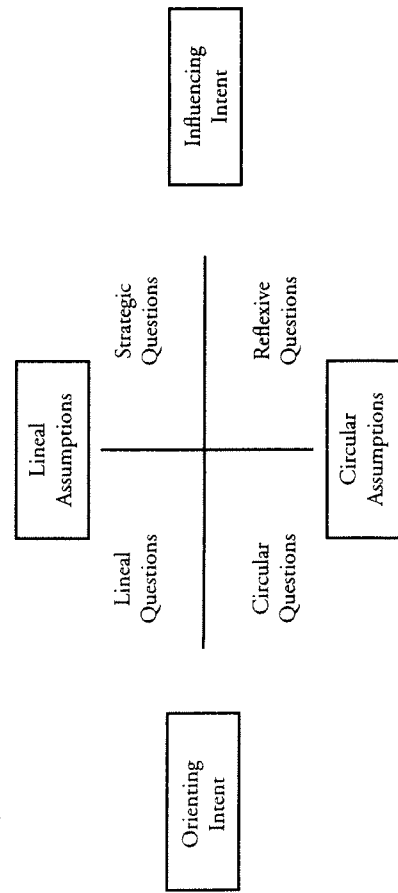 Lineal
Assumptions
Lineal
Questions
Strategic
Questions
Orienting
Intent
Influencing
Intent
Circular
Questions
Reflexive
Questions
Circular
Assumptions